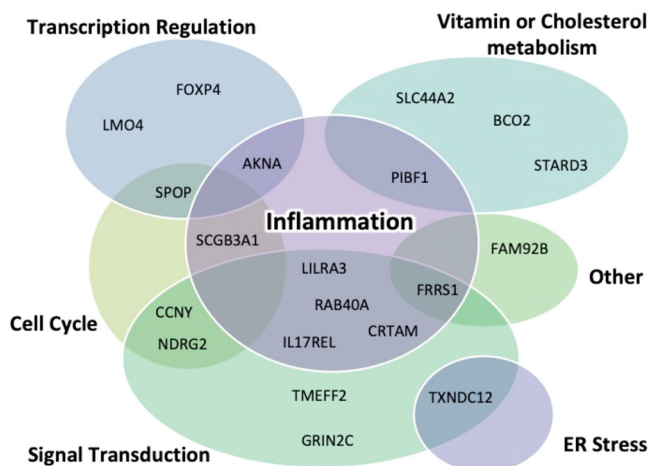 Transcription Regulation
Vitamin or Cholesterol
metabolism
FOXP4
LMO4
SLC44A2
BCO2
STARD3
AKNA
PIBF1
SPOP
Inflammation
SCGB3A1
FAM92B
LILRA3
Other
FRRS1
RAB40A
CCNY
Cell Cycle
CRTAM
NDRG2
IL17REL
TMEFF2
TXNDC12
GRIN2C
Signal Transduction
ER Stress